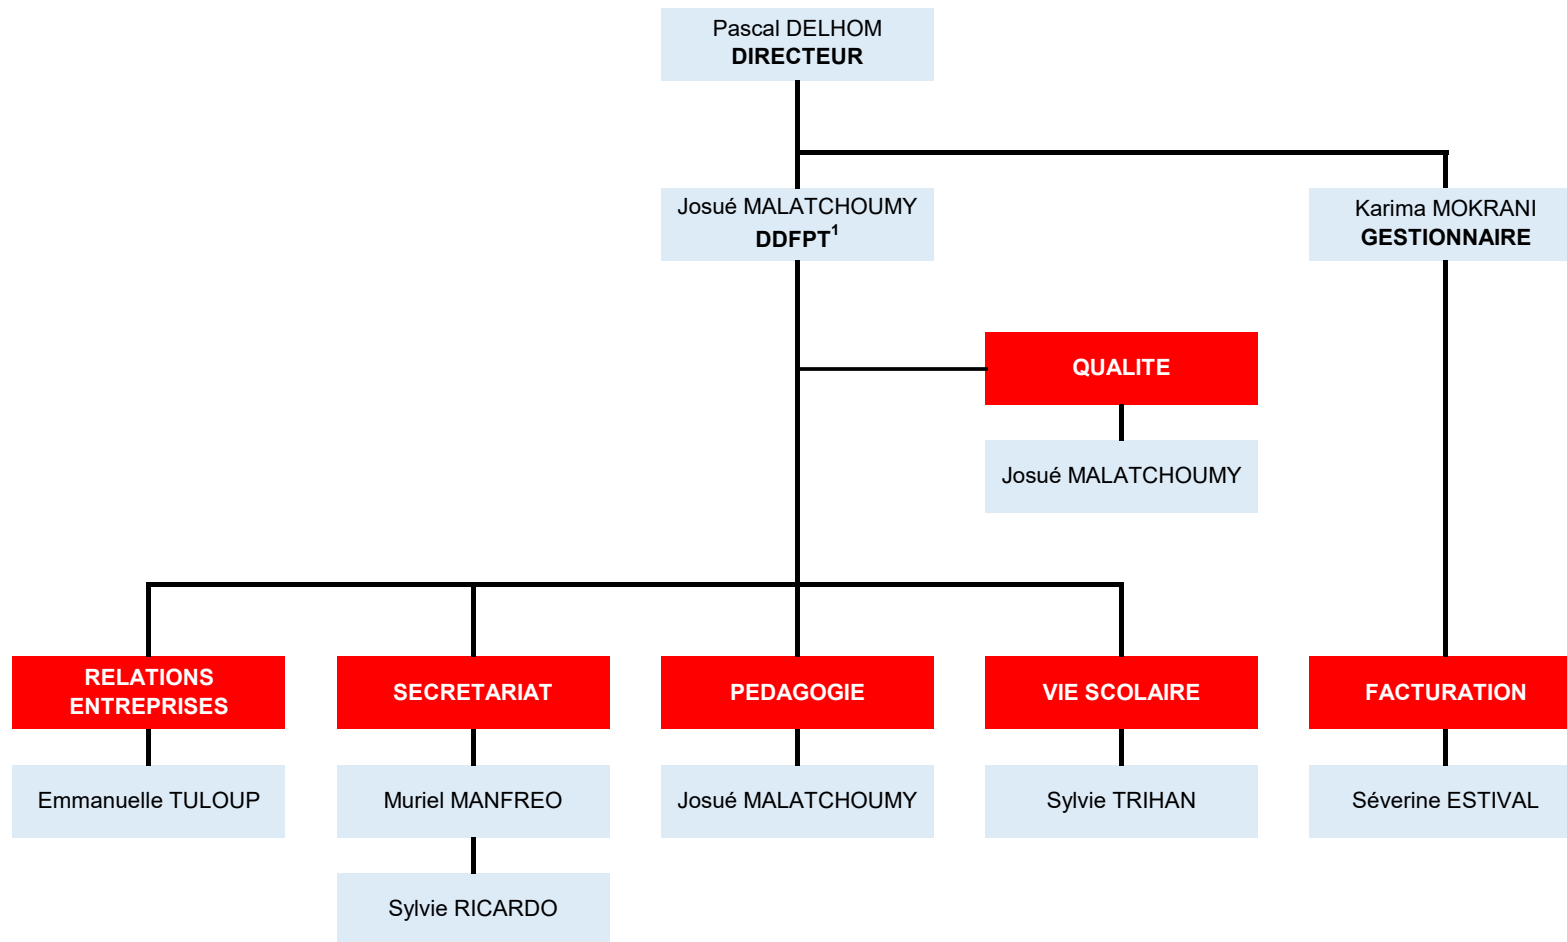 Pascal DELHOM
DIRECTEUR
Josué MALATCHOUMY
DDFPT¹
Karima MOKRANI
GESTIONNAIRE
QUALITE
Josué MALATCHOUMY
RELATIONS
ENTREPRISES
SECRETARIAT
PEDAGOGIE
VIE SCOLAIRE
FACTURATION
Emmanuelle TULOUP
Muriel MANFREO
Josué MALATCHOUMY
Sylvie TRIHAN
Séverine ESTIVAL
Sylvie RICARDO